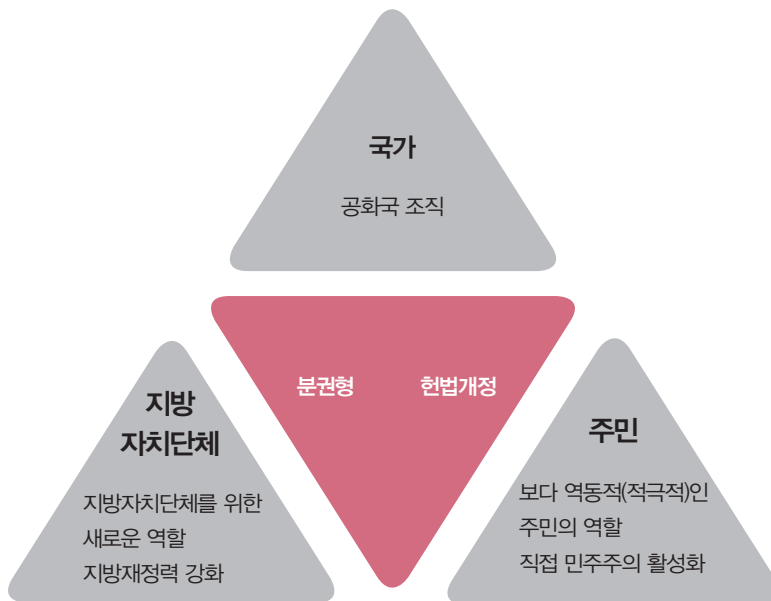 국가
공화국 조직
분권형 헌법개정
지방
자치단체
지방자치단체를 위한
새로운 역할
지방재정력 강화
주민
보다 역동적(적극적)인
주민의 역할
직접 민주주의 활성화